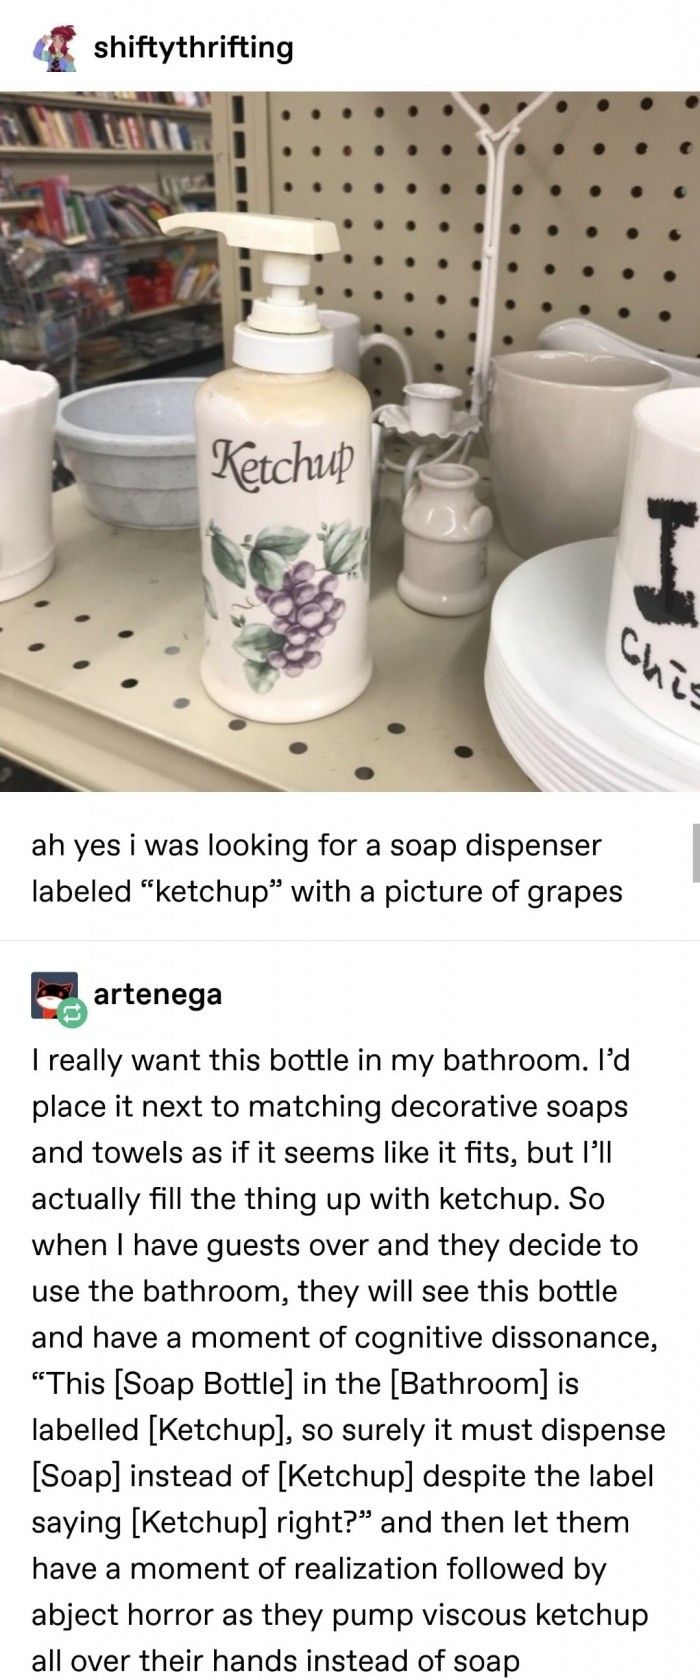 shiftythrifting
Ketchup
I
Chis
ah yes i was looking for a soap dispenser
labeled “ketchup” with a picture of grapes
artenega
I really want this bottle in my bathroom. I’d
place it next to matching decorative soaps
and towels as if it seems like it fits, but I’ll
actually fill the thing up with ketchup. So
when I have guests over and they decide to
use the bathroom, they will see this bottle
and have a moment of cognitive dissonance,
“This [Soap Bottle] in the [Bathroom] is
labelled [Ketchup], so surely it must dispense
[Soap] instead of [Ketchup] despite the label
saying [Ketchup] right?” and then let them
have a moment of realization followed by
abject horror as they pump viscous ketchup
all over their hands instead of soap